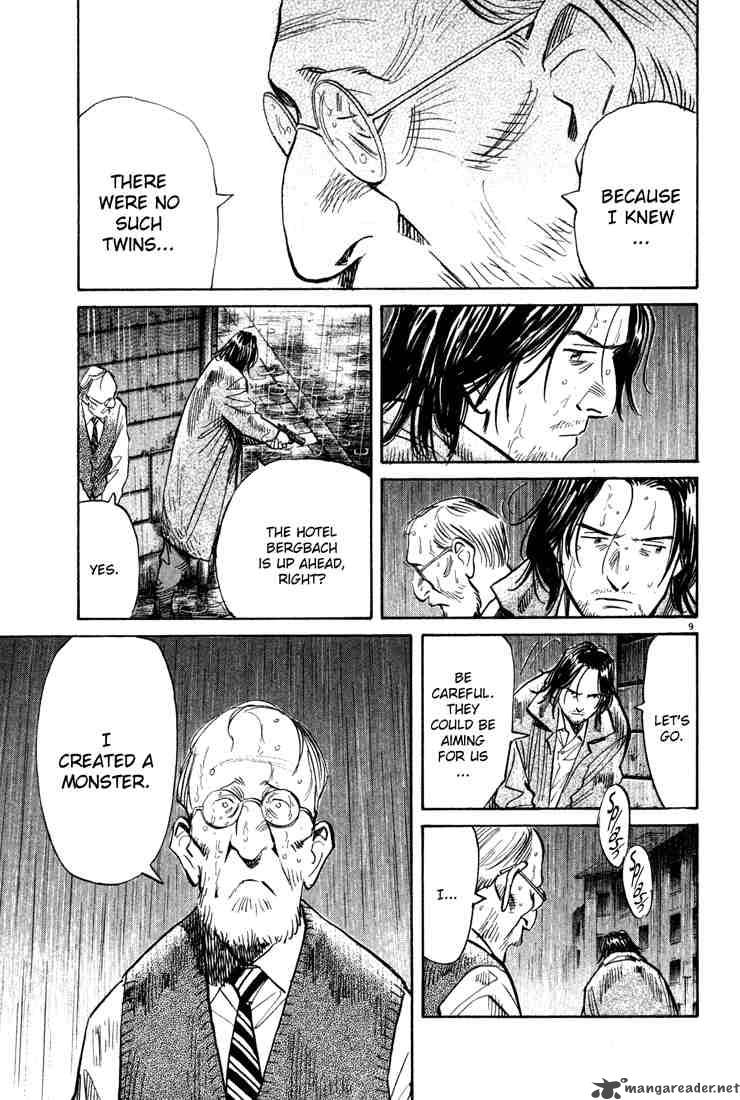 BECAUSE
I KNEW
...
THERE
WERE NO
SUCH
TWINS...
THE HOTEL
BERGBACH
IS UP AHEAD,
RIGHT?
YES.
9
LET'S
GO.
BE
CAREFUL.
THEY
COULD BE
AIMING
FOR US
...
I...
I
CREATED A
MONSTER.
mangareader.net